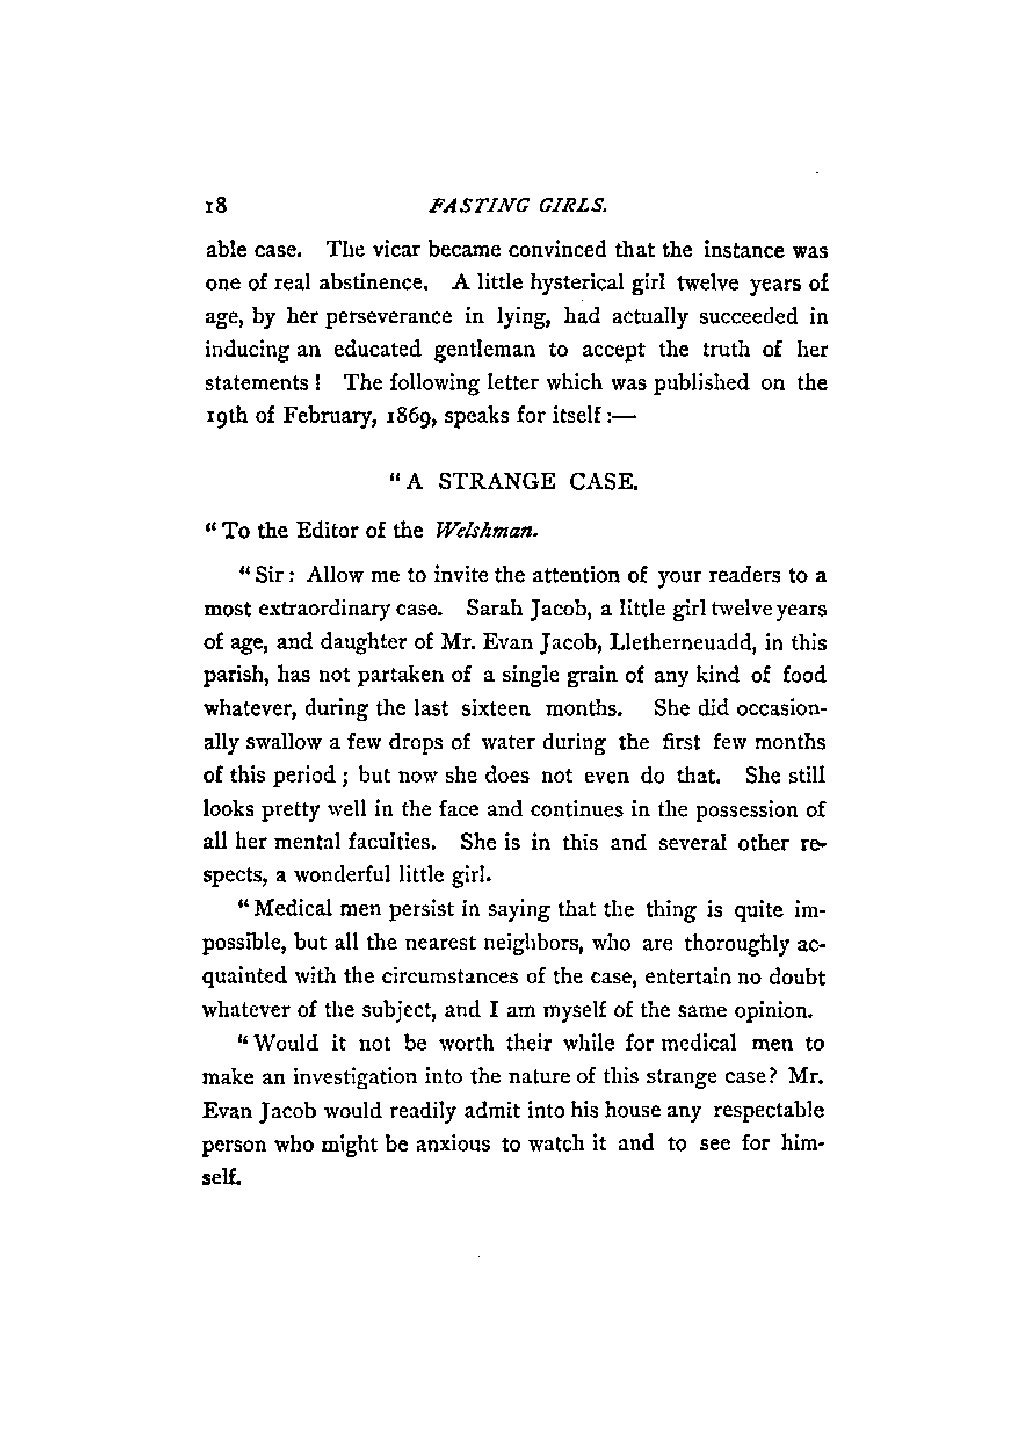 18 FASTING GIRLS.
able case. The vicar became convinced that the instance was
one of real abstinence. A little hysterical girl twelve years of
age, by her perseverance in lying, had actually succeeded in
inducing an educated gentleman to accept the truth of her
statements! The following letter which was published on the
19th of February, 1869, speaks for itself:—
"A STRANGE CASE.
"To the Editor of the Welshman.
"Sir: Allow me to invite the attention of your readers to a
most extraordinary case. Sarah Jacob, a little girl twelve years
of age, and daughter of Mr. Evan Jacob, Lletherneuadd, in this
parish, has not partaken of a single grain of any kind of food
whatever, during the last sixteen months. She did occasion-
ally swallow a few drops of water during the first few months
of this period; but now she does not even do that. She still
looks pretty well in the face and continues in the possession of
all her mental faculties. She is in this and several other re-
spects, a wonderful little girl.
"Medical men persist in saying that the thing is quite im-
possible, but all the nearest neighbors, who are thoroughly ac-
quainted with the circumstances of the case, entertain no doubt
whatever of the subject, and I am myself of the same opinion.
"Would it not be worth their while for medical men to
make an investigation into the nature of this strange case? Mr.
Evan Jacob would readily admit into his house any respectable
person who might be anxious to watch it and to see for him-
self.